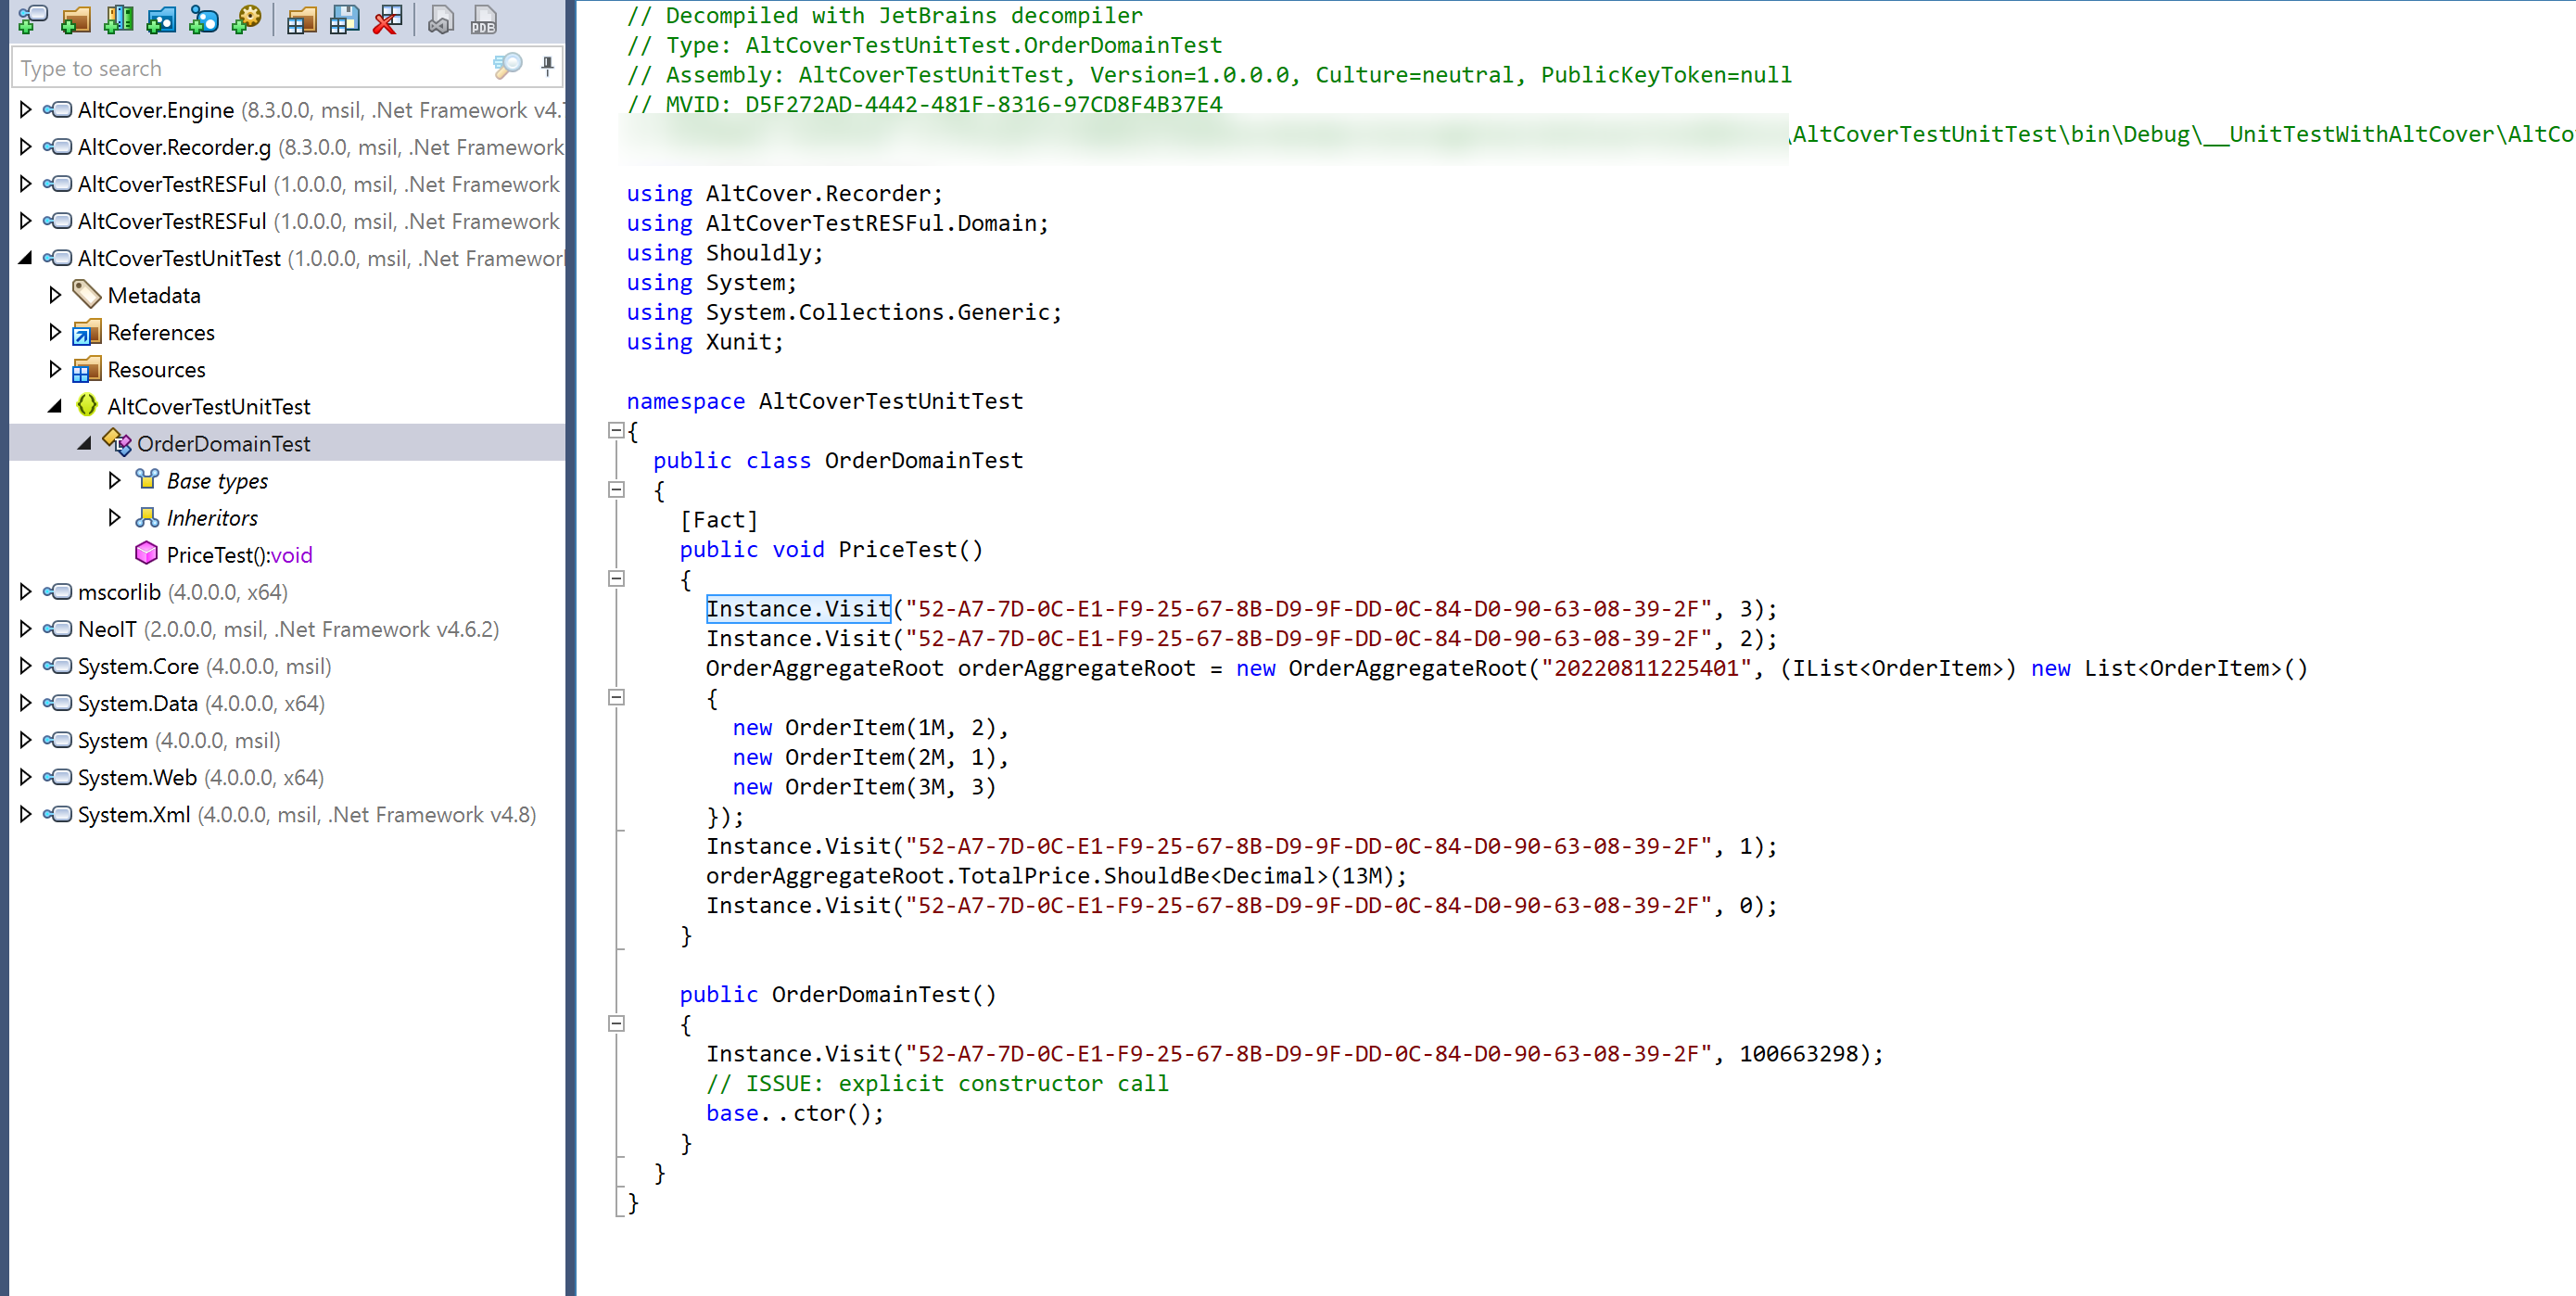 PDB
Type to search
AltCover.Engine (8.3.0.0, msil, .Net Framework v4.
AltCover.Recorder.g (8.3.0.0, msil, .Net Framework
AltCoverTestRESFul (1.0.0.0, msil, .Net Framework
AltCoverTestRESFul (1.0.0.0, msil, .Net Framework
AltCoverTestUnitTest (1.0.0.0, msil, .Net Framework
Metadata
References
Resources
AltCoverTestUnitTest
OrderDomainTest
Base types
Inheritors
PriceTest():void
mscorlib (4.0.0.0, x64)
NeoIT (2.0.0.0, msil, .Net Framework v4.6.2)
System.Core (4.0.0.0, msil)
System.Data (4.0.0.0, x64)
System (4.0.0.0, msil)
System.Web (4.0.0.0, x64)
System.Xml (4.0.0.0, msil, .Net Framework v4.8)
// Decompiled with JetBrains decompiler
// Type: AltCoverTestUnitTest.OrderDomainTest
// Assembly: AltCoverTestUnitTest, Version=1.0.0.0, Culture=neutral, PublicKeyToken=null
// MVID: D5F272AD-4442-481F-8316-97CD8F4B37E4
\AltCoverTestUnitTest\bin\Debug\__UnitTestWithAltCover\AltCo
using AltCover.Recorder;
using AltCoverTestRESFul.Domain;
using Shouldly;
using System;
using System.Collections.Generic;
using Xunit;
namespace AltCoverTestUnitTest
{
public class OrderDomainTest
{
[Fact]
public void PriceTest()
{
Instance.Visit("52-A7-7D-0C-E1-F9-25-67-8B-D9-9F-DD-0C-84-D0-90-63-08-39-2F", 3);
Instance.Visit("52-A7-7D-0C-E1-F9-25-67-8B-D9-9F-DD-0C-84-D0-90-63-08-39-2F", 2);
OrderAggregateRoot orderAggregateRoot = new OrderAggregateRoot("20220811225401", (IList<OrderItem>) new List<OrderItem>()
{
new OrderItem(1M, 2),
new OrderItem(2M, 1),
new OrderItem(3M, 3)
});
Instance.Visit("52-A7-7D-0C-E1-F9-25-67-8B-D9-9F-DD-0C-84-D0-90-63-08-39-2F", 1);
orderAggregateRoot.TotalPrice.ShouldBe<Decimal>(13M);
Instance.Visit("52-A7-7D-0C-E1-F9-25-67-8B-D9-9F-DD-0C-84-D0-90-63-08-39-2F", 0);
}
public OrderDomainTest()
{
Instance.Visit("52-A7-7D-0C-E1-F9-25-67-8B-D9-9F-DD-0C-84-D0-90-63-08-39-2F", 100663298);
// ISSUE: explicit constructor call
base..ctor();
}
}
}